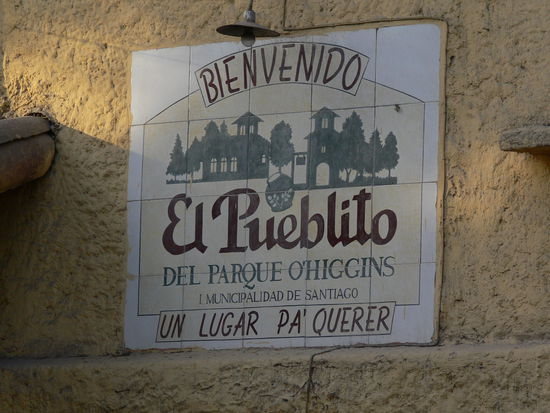 BIENVENIDO
El Pueblito
DEL PARQUE O'HIGGINS
I. MUNICIPALIDAD DE SANTIAGO
UN LUGAR PA' QUERER